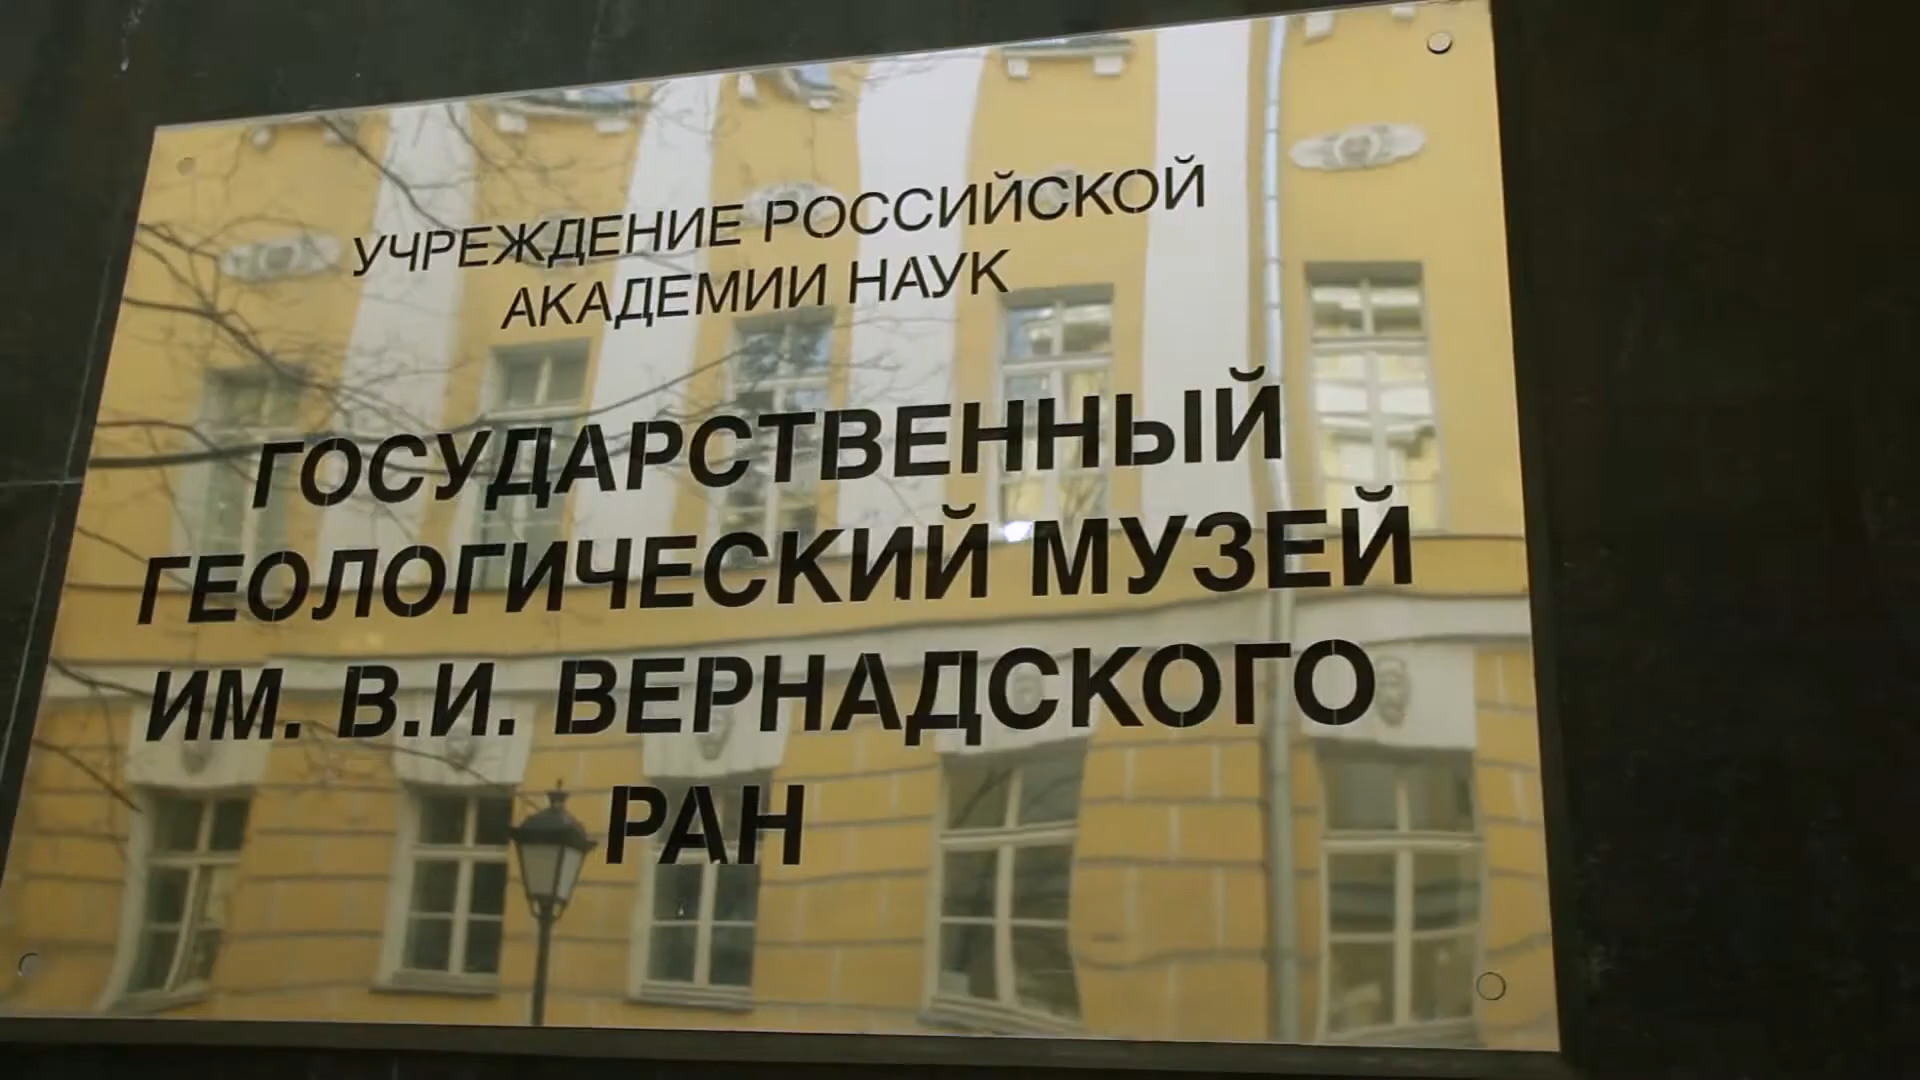 УЧРЕЖДЕНИЕ РОССИЙСКОЙ
АКАДЕМИИ НАУК
ГОСУДАРСТВЕННЫЙ
ГЕОЛОГИЧЕСКИЙ МУЗЕЙ
ИМ. В.И. ВЕРНАДСКОГО
РАН